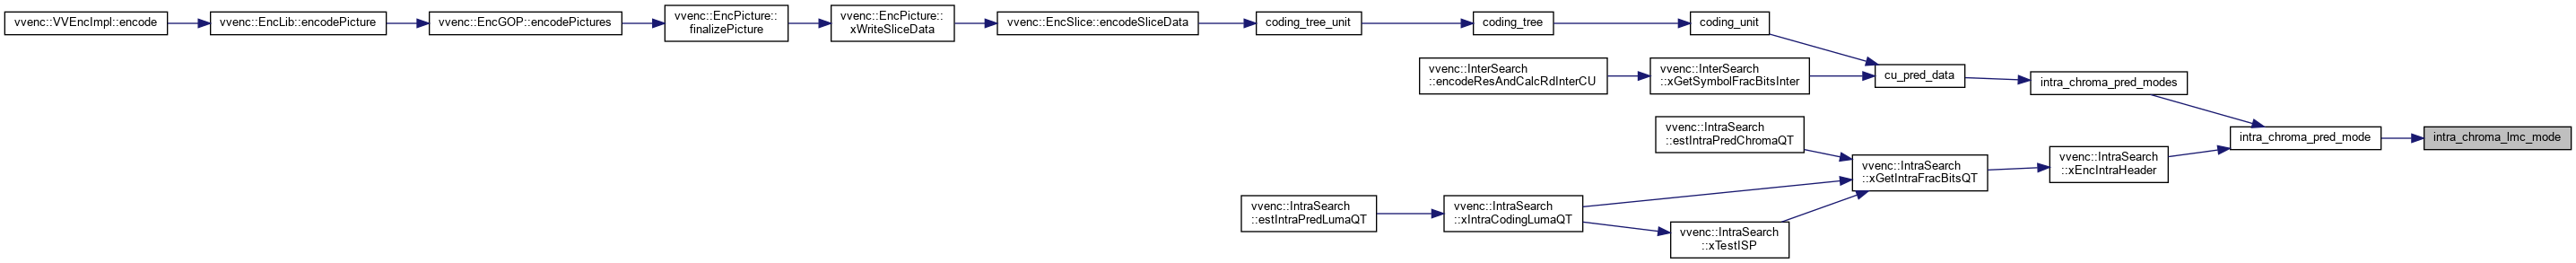 vvenc::VVEncImpl::encode
vvenc::EncLib::encodePicture
vvenc::EncGOP::encodePictures
vvenc::EncPicture::
finalizePicture
vvenc::EncPicture::
xWriteSliceData
vvenc::EncSlice::encodeSliceData
coding_tree_unit
coding_tree
coding_unit
vvenc::InterSearch
::encodeResAndCalcRdInterCU
vvenc::InterSearch
::xGetSymbolFracBitsInter
cu_pred_data
intra_chroma_pred_modes
vvenc::IntraSearch
::estIntraPredChromaQT
intra_chroma_pred_mode
intra_chroma_lmc_mode
vvenc::IntraSearch
::xGetIntraFracBitsQT
vvenc::IntraSearch
::xEncIntraHeader
vvenc::IntraSearch
::estIntraPredLumaQT
vvenc::IntraSearch
::xIntraCodingLumaQT
vvenc::IntraSearch
::xTestISP